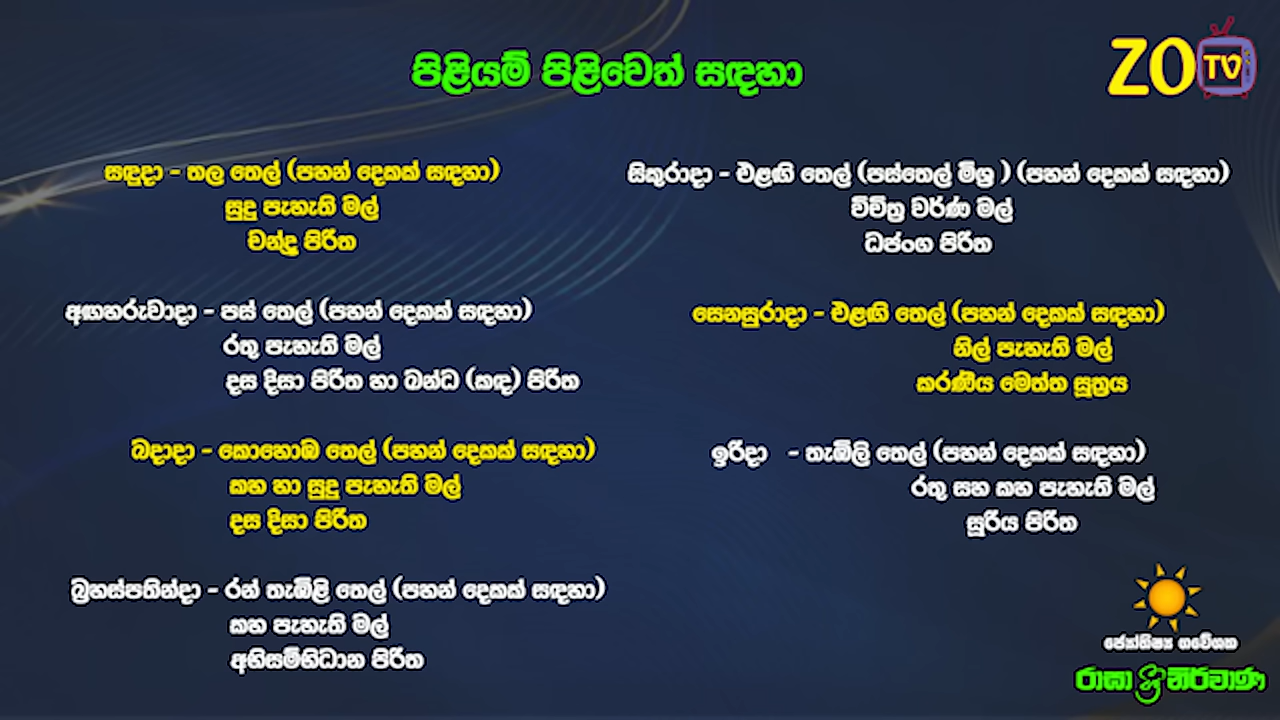 පිළියම් පිළිවෙත් සඳහා
ZO TV
සඳුදා - තල තෙල් (පහන් දෙකක් සඳහා)
සුදු පැහැති මල්
චන්ද්‍ර පිරිත
අඟහරුවාදා - පස් තෙල් (පහන් දෙකක් සඳහා)
රතු පැහැති මල්
දස දිසා පිරිත හා ඛන්ධ (කඳ) පිරිත
බදාදා - කොහොඹ තෙල් (පහන් දෙකක් සඳහා)
කහ හා සුදු පැහැති මල්
දස දිසා පිරිත
බ්‍රහස්පතින්දා - රන් තැඹිළි තෙල් (පහන් දෙකක් සඳහා)
කහ පැහැති මල්
අභිසම්භිධාන පිරිත
සිකුරාදා - එළඟි තෙල් (පස්තෙල් මිශ්‍ර ) (පහන් දෙකක් සඳහා)
විචිත්‍ර වර්ණ මල්
ධජංග පිරිත
සෙනසුරාදා - එළඟි තෙල් (පහන් දෙකක් සඳහා)
නිල් පැහැති මල්
කරණීය මෙත්ත සූත්‍රය
ඉරිදා - තැඹිලි තෙල් (පහන් දෙකක් සඳහා)
රතු සහ කහ පැහැති මල්
සූරිය පිරිත
ජෙක්තිෂ්‍ය ගවේශක
රාඝා ශ්‍රී නිර්වාණ